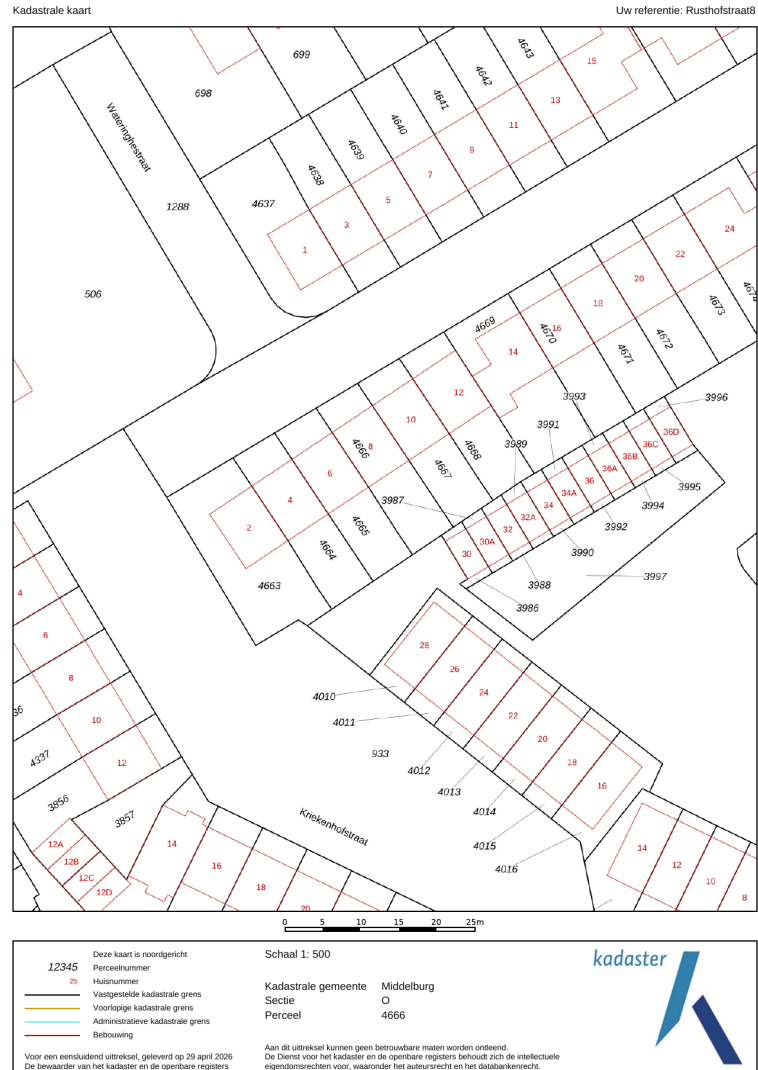 Kadastrale kaart
Uw referentie: Rusthofstraat8
699
698
4643
4642
4641
4640
4639
4638
4637
15
13
11
9
7
5
3
1
Wateringhestraat
1288
506
24
22
20
18
16
14
12
10
8
6
4
2
4674
4673
4672
4671
4670
4669
4668
4667
4666
4665
4664
4663
3996
3993
3991
3989
3987
36D
36C
36B
36A
36
34A
34
32A
32
30A
30
3995
3994
3992
3990
3988
3986
3997
4
6
8
10
12
36
4337
3856
3857
12A
12B
12C
12D
28
26
24
22
20
18
16
4010
4011
933
4012
4013
4014
4015
4016
Kriekenhofstraat
14
16
18
20
14
12
10
8
0 5 10 15 20 25m
Deze kaart is noordgericht
12345 Perceelnummer
25 Huisnummer
Vastgestelde kadastrale grens
Voorlopige kadastrale grens
Administratieve kadastrale grens
Bebouwing
Voor een eensluidend uittreksel, geleverd op 29 april 2026
De bewaarder van het kadaster en de openbare registers
Schaal 1: 500
Kadastrale gemeente Middelburg
Sectie O
Perceel 4666
Aan dit uittreksel kunnen geen betrouwbare maten worden ontleend.
De Dienst voor het kadaster en de openbare registers behoudt zich de intellectuele
eigendomsrechten voor, waaronder het auteursrecht en het databankenrecht.
kadaster